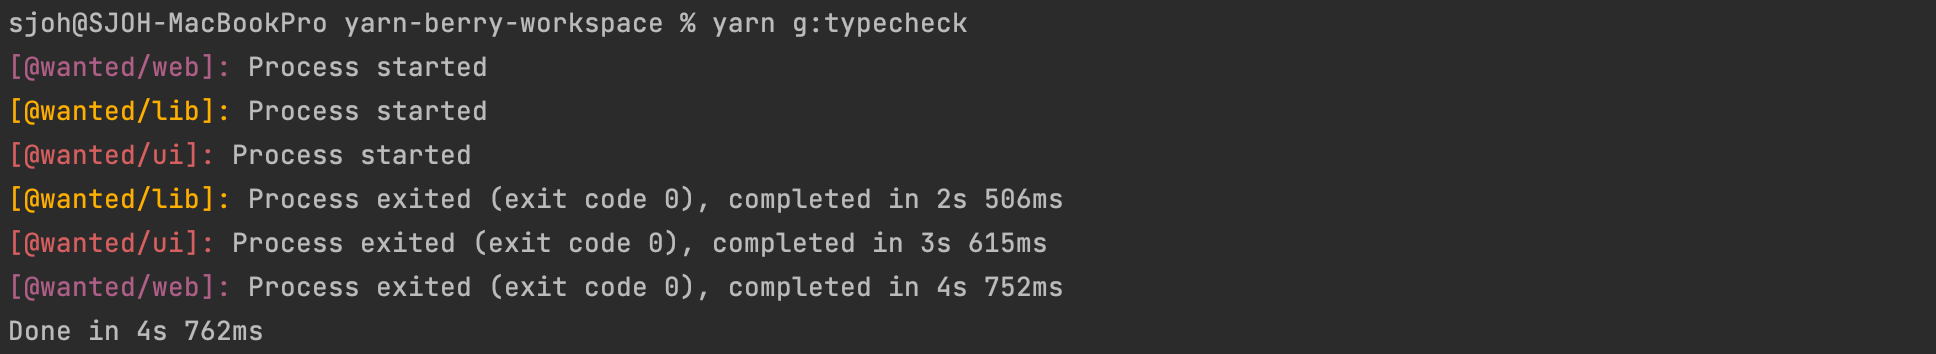 sjoh@SJOH-MacBookPro yarn-berry-workspace % yarn g:typecheck
[@wanted/web]: Process started
[@wanted/lib]: Process started
[@wanted/ui]: Process started
[@wanted/lib]: Process exited (exit code 0), completed in 2s 506ms
[@wanted/ui]: Process exited (exit code 0), completed in 3s 615ms
[@wanted/web]: Process exited (exit code 0), completed in 4s 752ms
Done in 4s 762ms